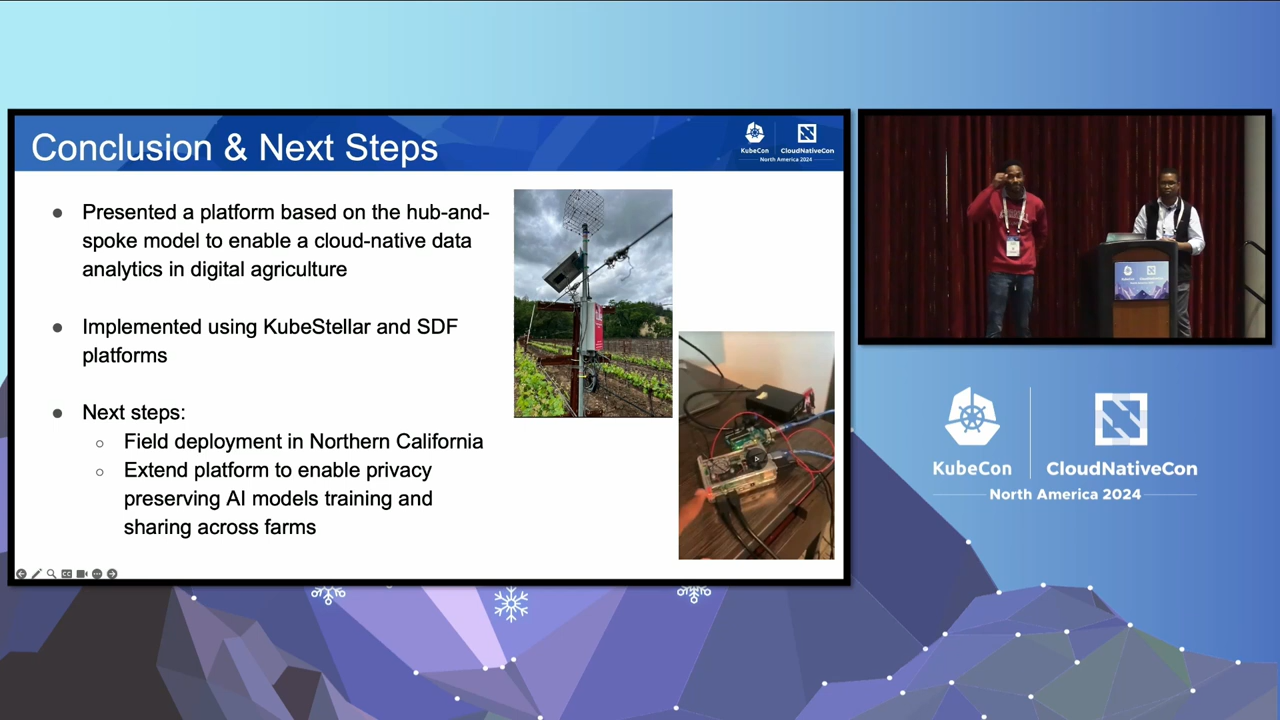 Conclusion & Next Steps
KubeCon
CloudNativeCon
North America 2024
Presented a platform based on the hub-and-
spoke model to enable a cloud-native data
analytics in digital agriculture
Implemented using KubeStellar and SDF
platforms
Next steps:
Field deployment in Northern California
Extend platform to enable privacy
preserving AI models training and
sharing across farms
KubeCon
CloudNativeCon
North America 2024